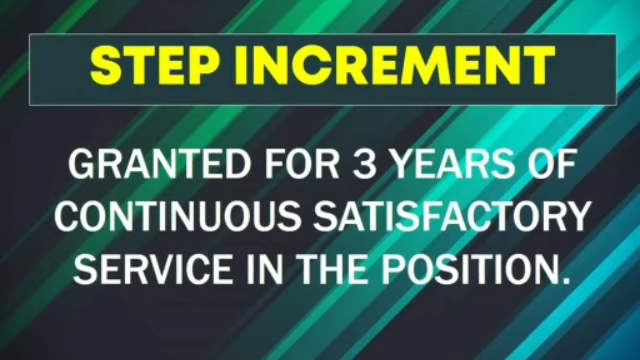 STEP INCREMENT
GRANTED FOR 3 YEARS OF
CONTINUOUS SATISFACTORY
SERVICE IN THE POSITION.